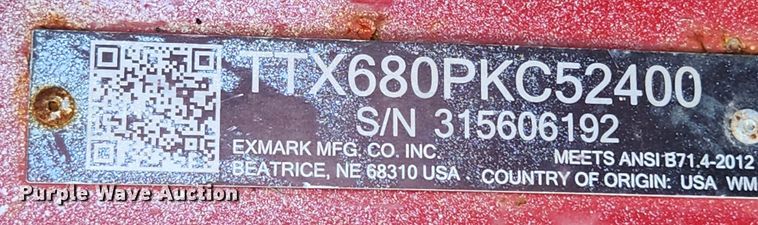 TTX680PKC52400
S/N 315606192
EXMARK MFG. CO. INC.
BEATRICE, NE 68310 USA
MEETS ANSI B71.4-2012
COUNTRY OF ORIGIN: USA WM
Purple Wave Auction